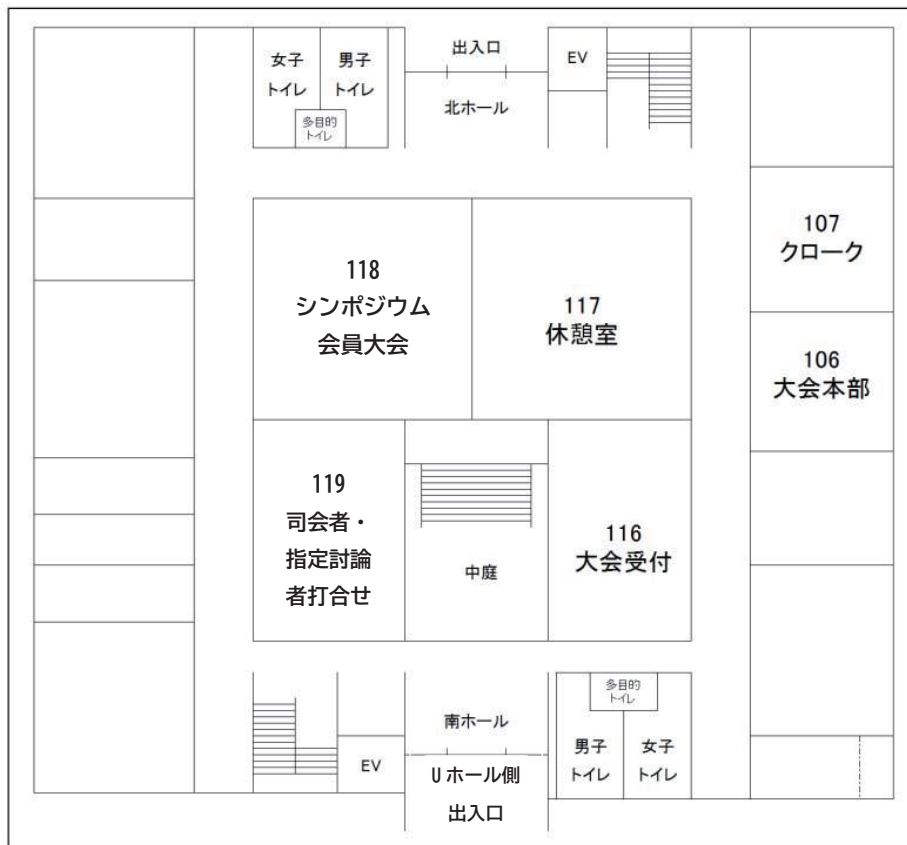 女子
トイレ
男子
トイレ
多目的
トイレ
出入口
北ホール
EV
107
クローク
118
シンポジウム
会員大会
117
休憩室
106
大会本部
119
司会者・
指定討論
者打合せ
中庭
116
大会受付
EV
南ホール
Uホール側
出入口
多目的
トイレ
男子
トイレ
女子
トイレ